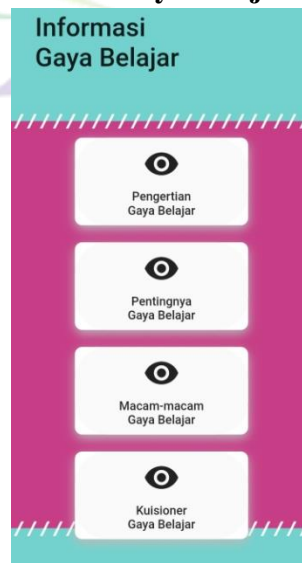 Informasi
Gaya Belajar
Pengertian
Gaya Belajar
Pentingnya
Gaya Belajar
Macam-macam
Gaya Belajar
Kuisioner
Gaya Belajar